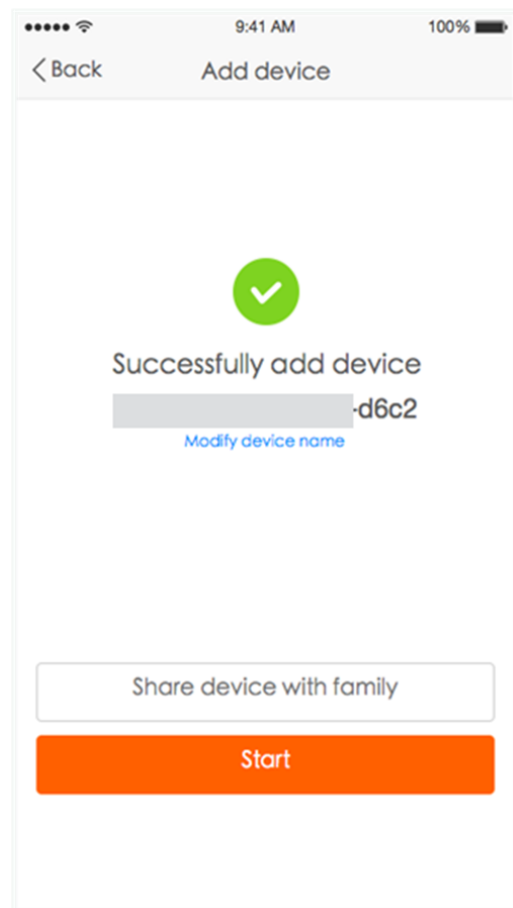 9:41 AM 100%
Back Add device
Successfully add device
-d6c2
Modify device name
Share device with family
Start